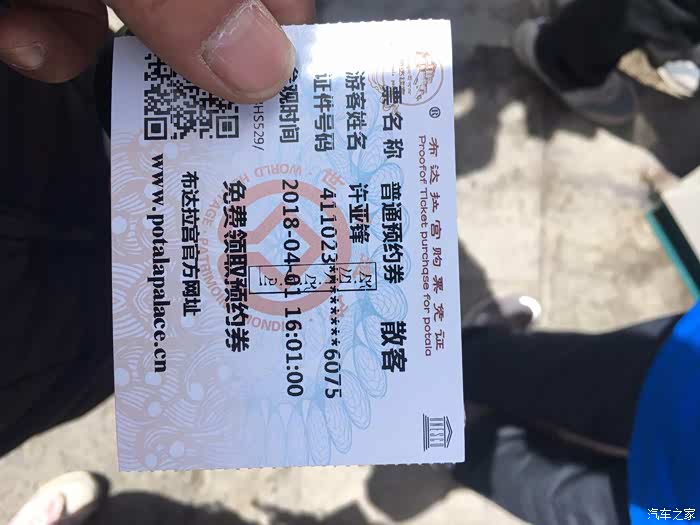 布达拉宫购票凭证
®
Proofof Ticket purchqse for potala
票名称 普通预约券 散客
游客姓名 许亚锋
证件号码 411023*******6075
参观时间 2018-04-01 16:01:00
免费领取预约券
布达拉宫官方网址
www.potalapalace.cn
UNESCO
汽车之家